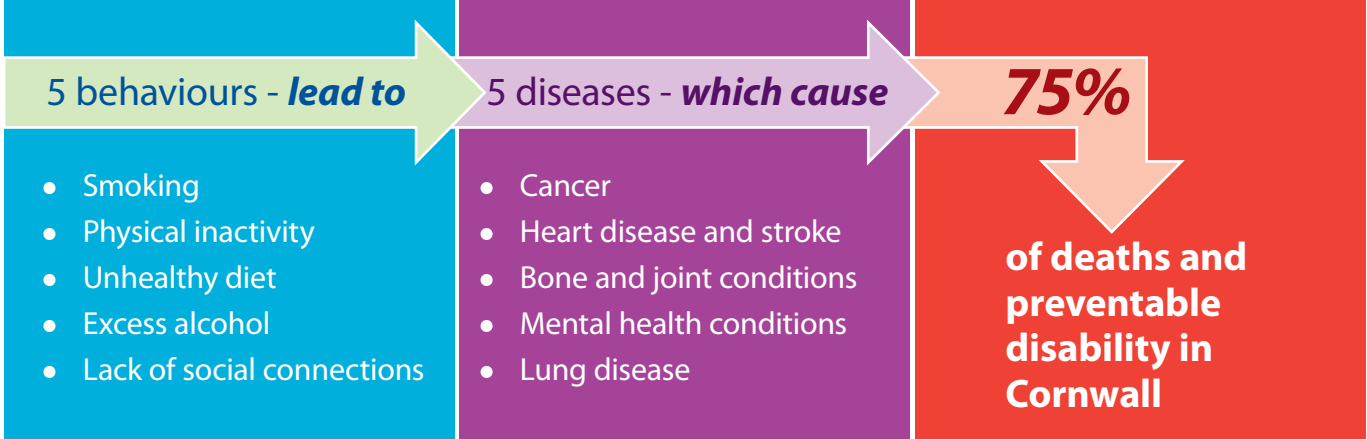 5 behaviours - lead to
• Smoking
• Physical inactivity
• Unhealthy diet
• Excess alcohol
• Lack of social connections
5 diseases - which cause
• Cancer
• Heart disease and stroke
• Bone and joint conditions
• Mental health conditions
• Lung disease
75%
of deaths and
preventable
disability in
Cornwall